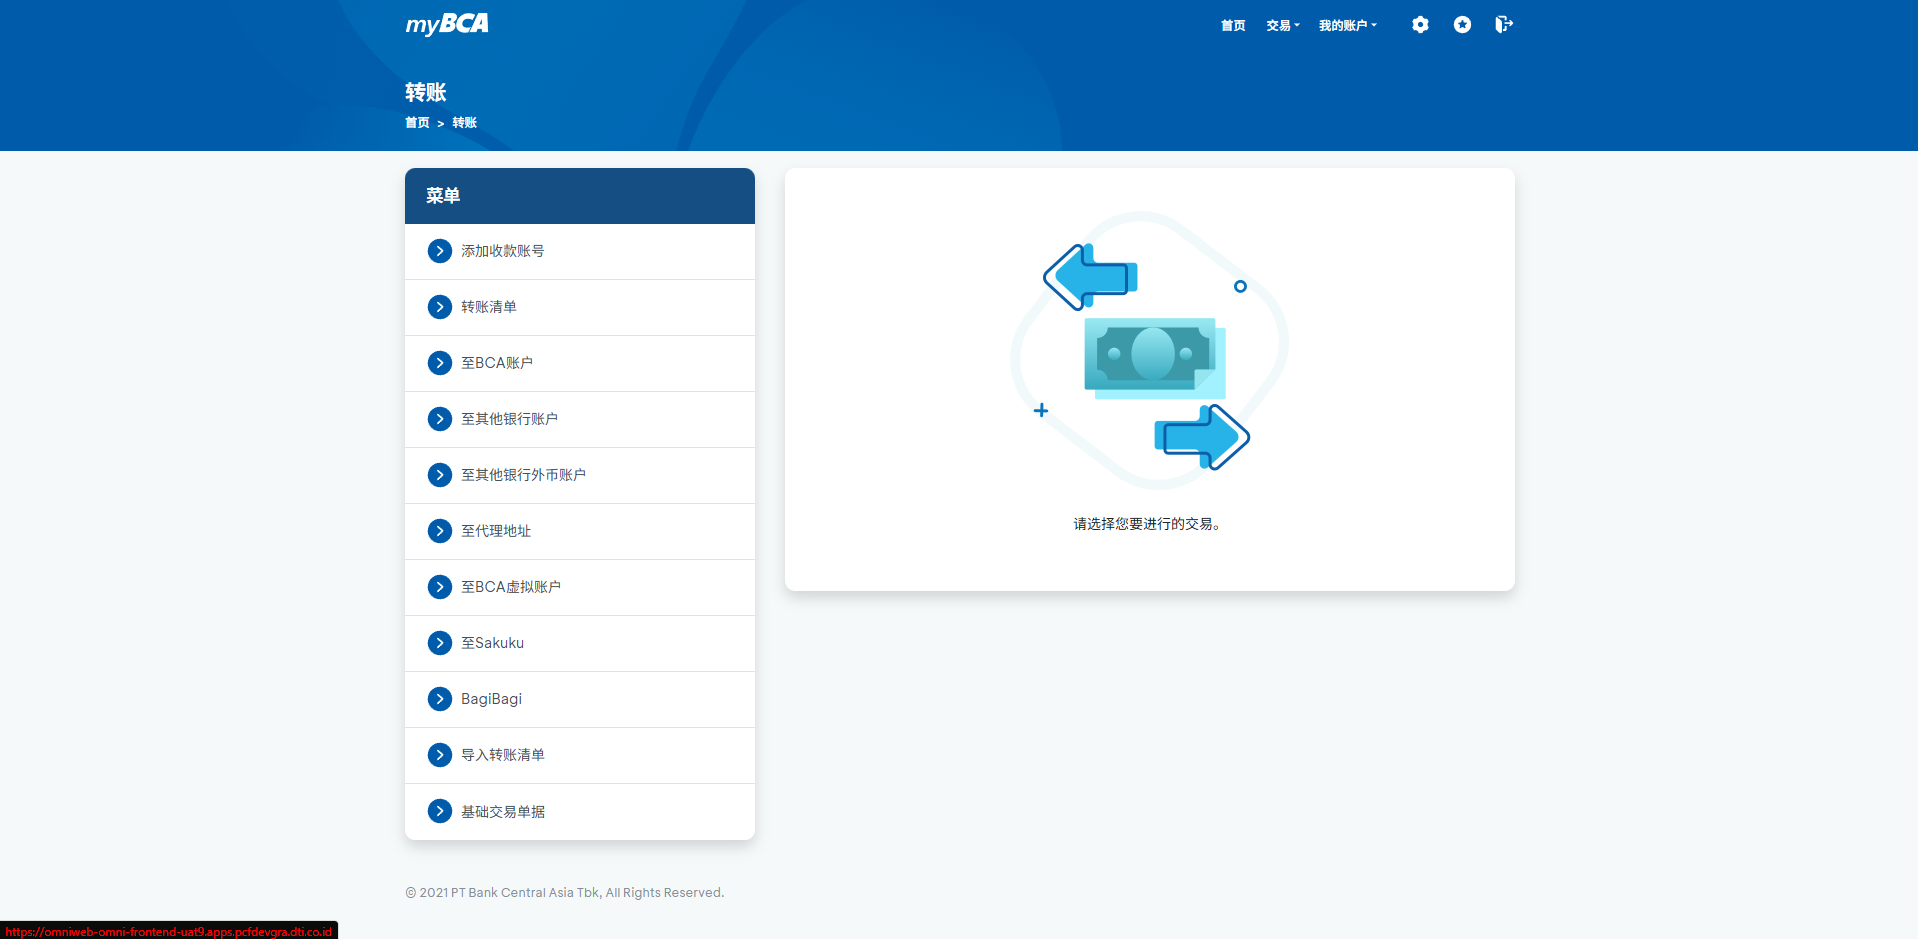 myBCA
首页 交易 我的账户
转账
首页 > 转账
菜单
添加收款账号
转账清单
至BCA账户
至其他银行账户
至其他银行外币账户
至代理地址
至BCA虚拟账户
至Sakuku
BagiBagi
导入转账清单
基础交易单据
请选择您要进行的交易。
© 2021 PT Bank Central Asia Tbk, All Rights Reserved.
https://omniweb-omni-frontend-uat9.apps.pcfdevgra.dti.co.id